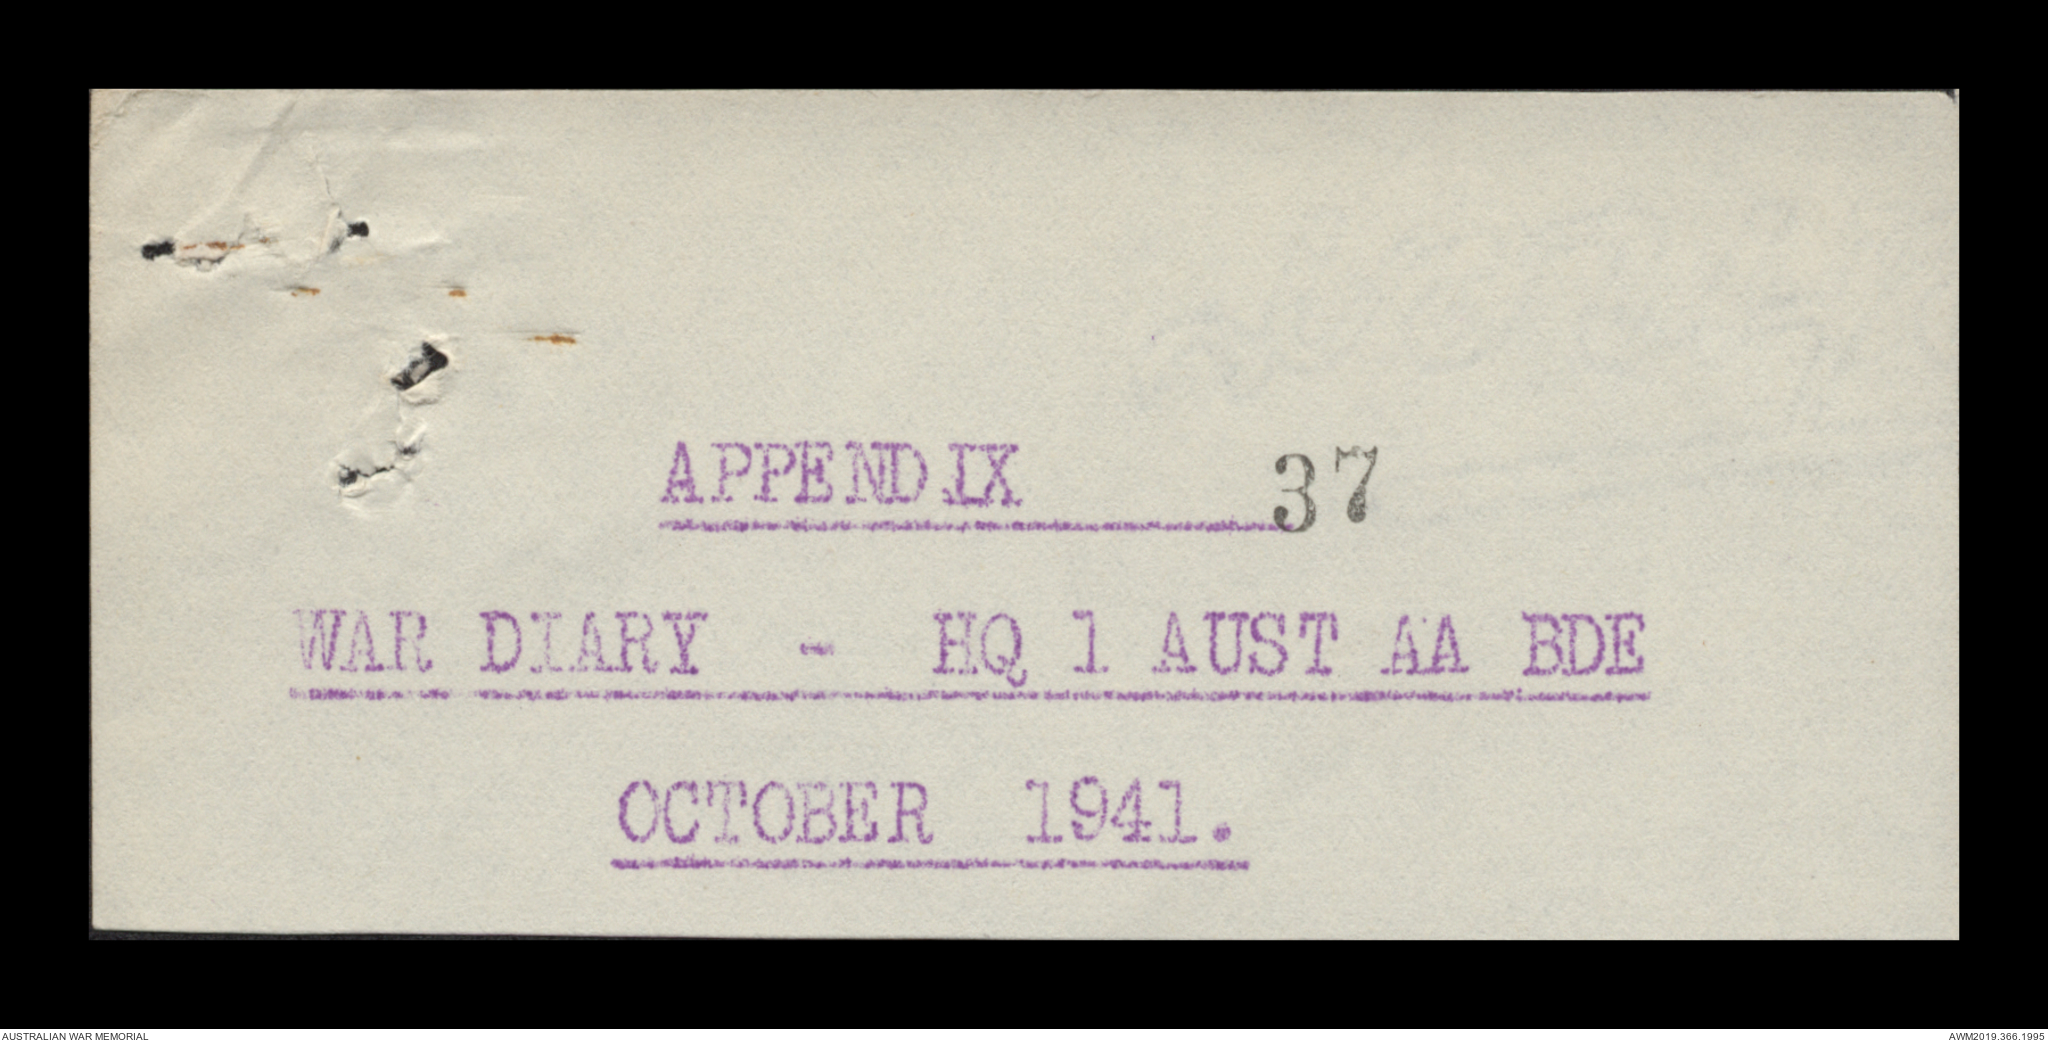 APPENDIX 37
WAR DIARY - HQ 1 AUST AA BDE
OCTOBER 1941.
AUSTRALIAN WAR MEMORIAL
AWM2019.366.1995